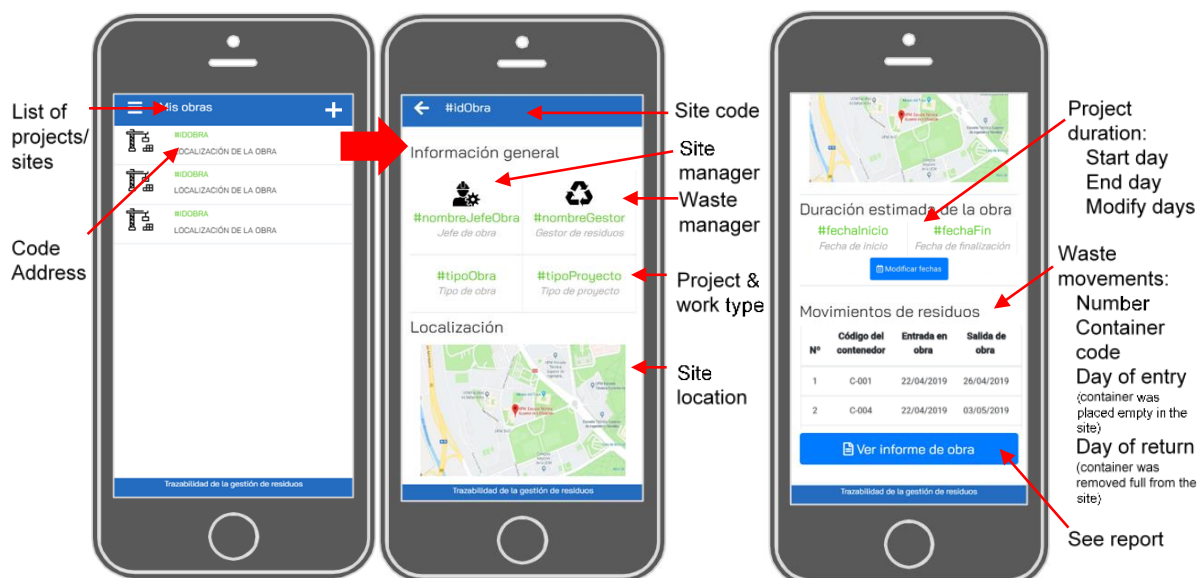 List of
projects/
sites
Code
Address
Mis obras
+
#IDOBRA
LOCALIZACIÓN DE LA OBRA
#IDOBRA
LOCALIZACIÓN DE LA OBRA
#IDOBRA
LOCALIZACIÓN DE LA OBRA
Trazabilidad de la gestión de residuos
#idObra
Información general
#nombreJefeObra
Jefe de obra
#nombreGestor
Gestor de residuos
#tipoObra
Tipo de obra
#tipoProyecto
Tipo de proyecto
Localización
Trazabilidad de la gestión de residuos
Site code
Site
manager
Waste
manager
Project &
work type
Site
location
Duración estimada de la obra
#fechaInicio
Fecha de inicio
#fechaFin
Fecha de finalización
Modificar fechas
Movimientos de residuos
Nº
Código del
contenedor
Entrada en
obra
Salida de
obra
1 C-001 22/04/2019 26/04/2019
2 C-004 22/04/2019 03/05/2019
Ver informe de obra
Trazabilidad de la gestión de residuos
Project
duration:
Start day
End day
Modify days
Waste
movements:
Number
Container
code
Day of entry
(container was
placed empty in the
site)
Day of return
(container was
removed full from the
site)
See report